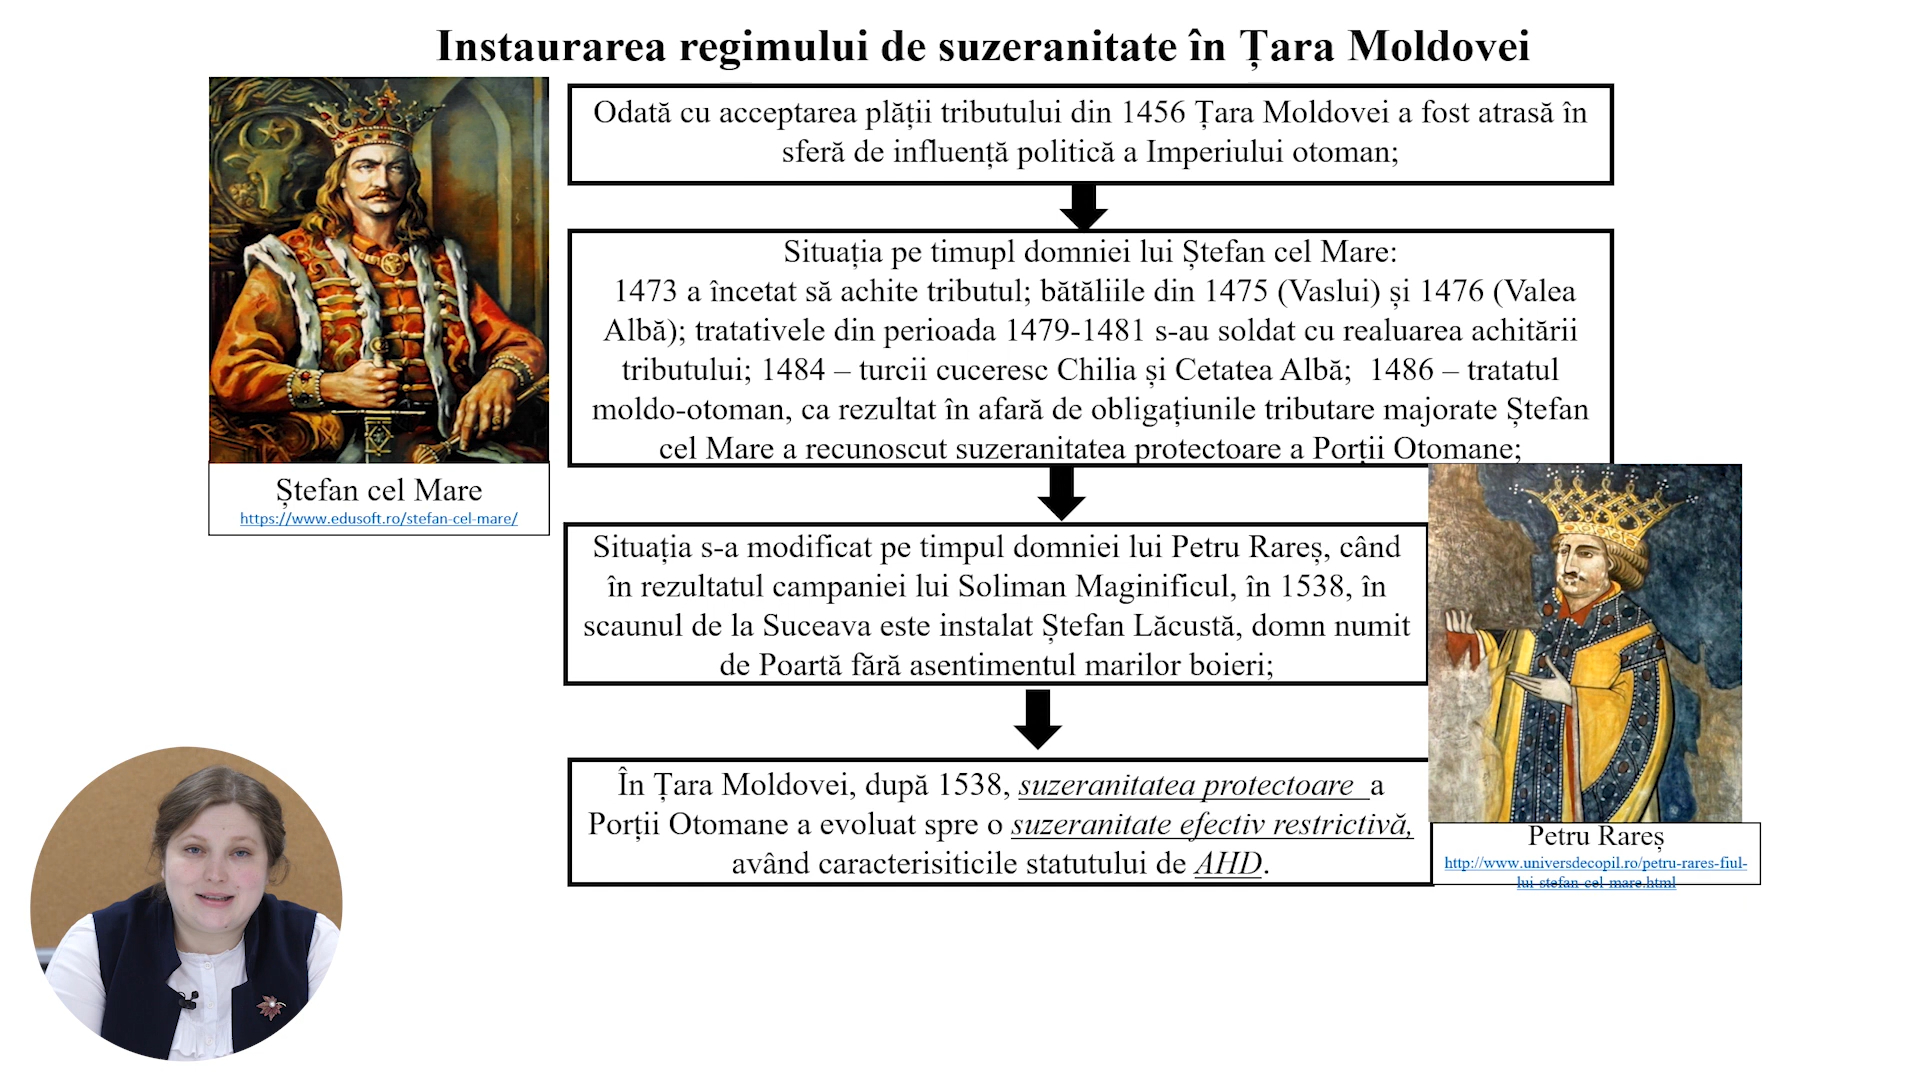 Instaurarea regimului de suzeranitate în Țara Moldovei
Odată cu acceptarea plății tributului din 1456 Țara Moldovei a fost atrasă în
sferă de influență politică a Imperiului otoman;
Situația pe timupl domniei lui Ștefan cel Mare:
1473 a încetat să achite tributul; bătăliile din 1475 (Vaslui) și 1476 (Valea
Albă); tratativele din perioada 1479-1481 s-au soldat cu realuarea achitării
tributului; 1484 – turcii cuceresc Chilia și Cetatea Albă;  1486 – tratatul
moldo-otoman, ca rezultat în afară de obligațiunile tributare majorate Ștefan
cel Mare a recunoscut suzeranitatea protectoare a Porții Otomane;
Ștefan cel Mare
https://www.edusoft.ro/stefan-cel-mare/
Situația s-a modificat pe timpul domniei lui Petru Rareș, când
în rezultatul campaniei lui Soliman Maginificul, în 1538, în
scaunul de la Suceava este instalat Ștefan Lăcustă, domn numit
de Poartă fără asentimentul marilor boieri;
În Țara Moldovei, după 1538, suzeranitatea protectoare  a
Porții Otomane a evoluat spre o suzeranitate efectiv restrictivă,
având caracterisiticile statutului de AHD.
Petru Rareș
http://www.universdecopil.ro/petru-rares-fiul-
lui-stefan-cel-mare.html